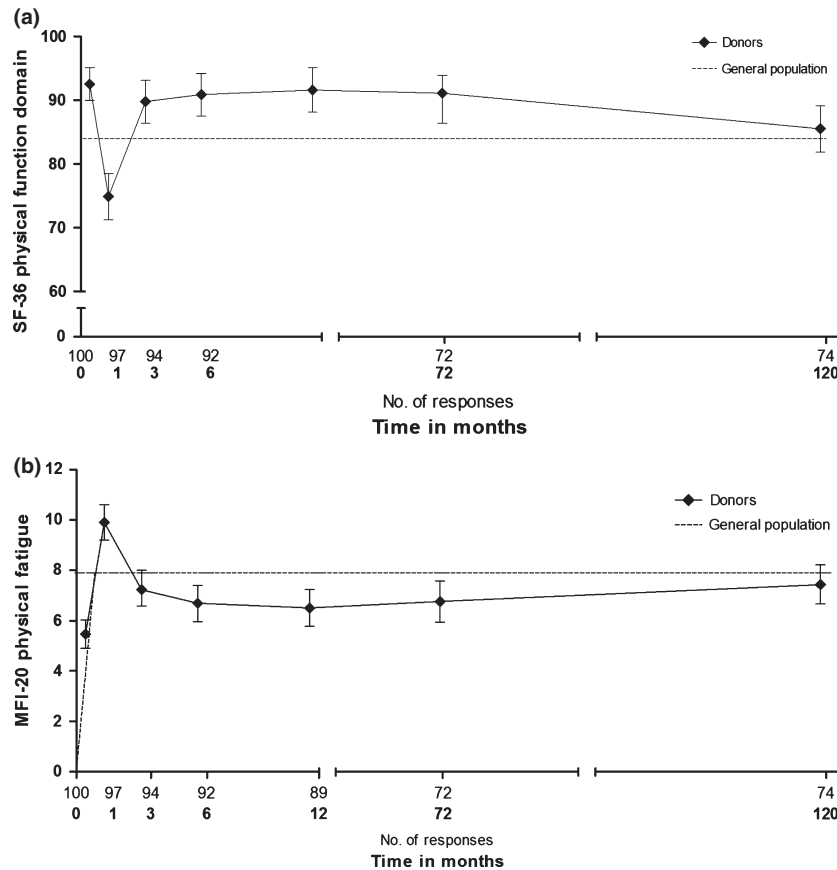 (a)
SF-36 physical function domain
100
90
80
70
60
0
Donors
General population
100 97 94 92 72 74
0 1 3 6 72 120
No. of responses
Time in months
(b)
MFI-20 physical fatigue
12
10
8
6
4
2
0
Donors
General population
100 97 94 92 89 72 74
0 1 3 6 12 72 120
No. of responses
Time in months